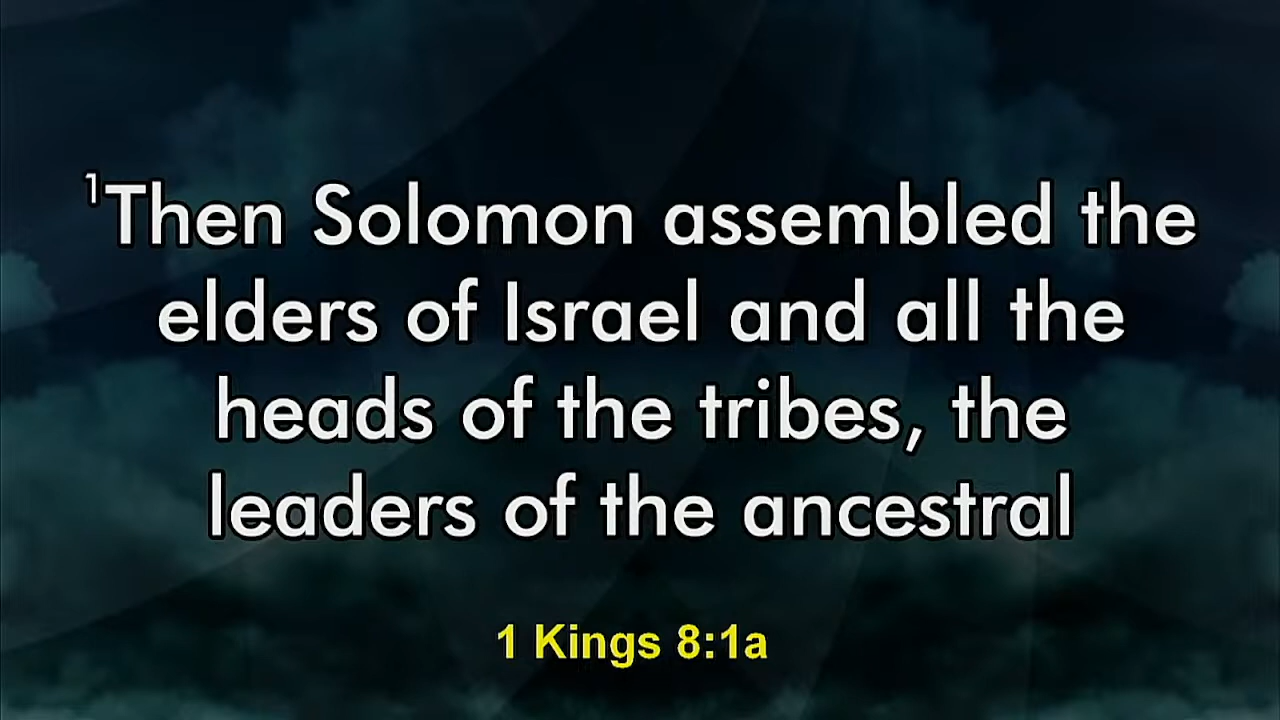 ¹Then Solomon assembled the
elders of Israel and all the
heads of the tribes, the
leaders of the ancestral
1 Kings 8:1a